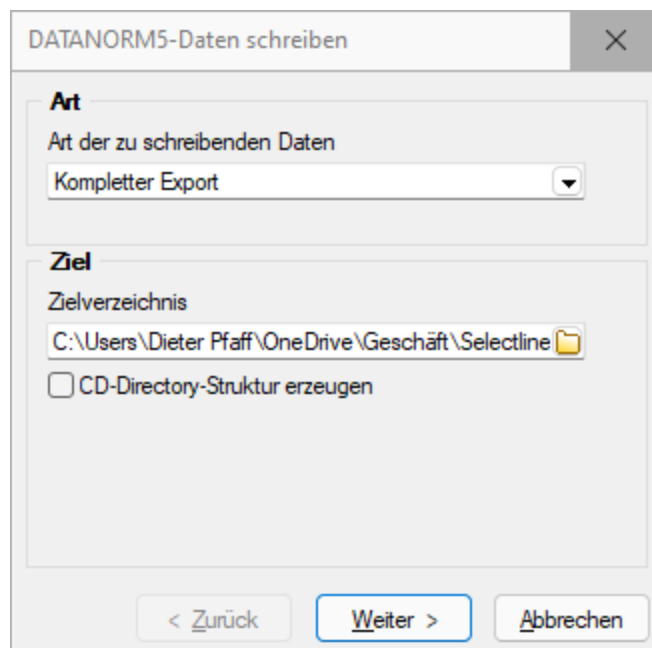 DATANORM5-Daten schreiben
Art
Art der zu schreibenden Daten
Kompletter Export
Ziel
Zielverzeichnis
C:\Users\Dieter Pfaff\OneDrive\Geschäft\Selectline
CD-Directory-Struktur erzeugen
< Zurück Weiter > Abbrechen